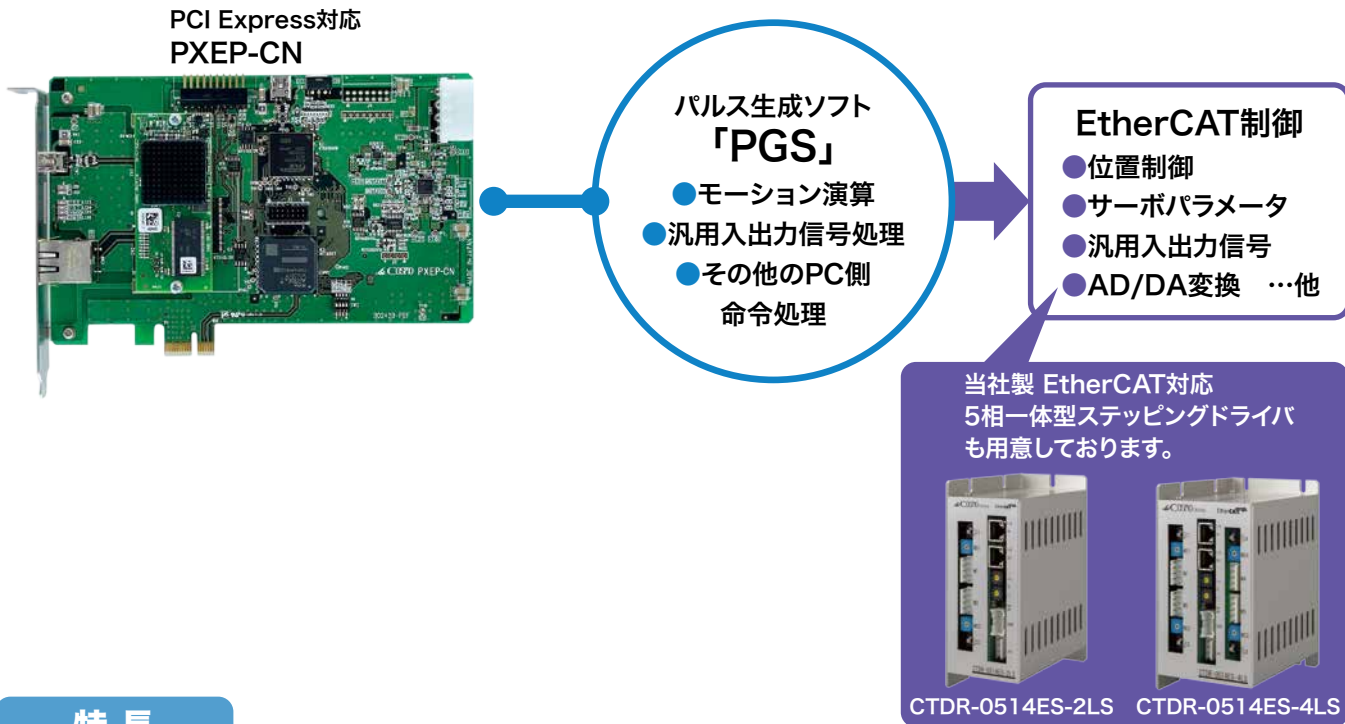 PCI Express対応
PXEP-CN
パルス生成ソフト
「PGS」
●モーション演算
●汎用入出力信号処理
●その他のPC側
命令処理
EtherCAT制御
●位置制御
●サーボパラメータ
●汎用入出力信号
●AD/DA変換　…他
当社製 EtherCAT対応
5相一体型ステッピングドライバ
も用意しております。
COSMO PXEP-CN
CTDR-0514ES-2LS CTDR-0514ES-4LS
特長